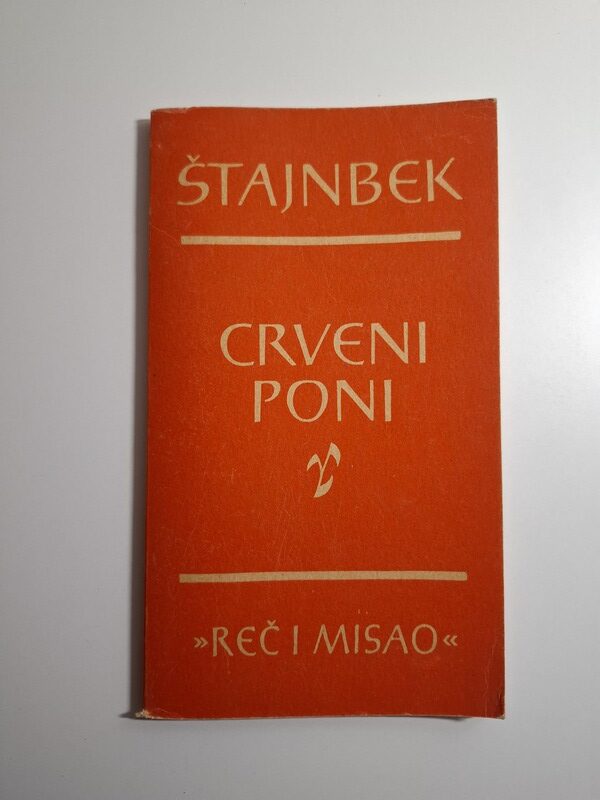 ŠTAJNBEK
CRVENI
PONI
»REČ I MISAO«